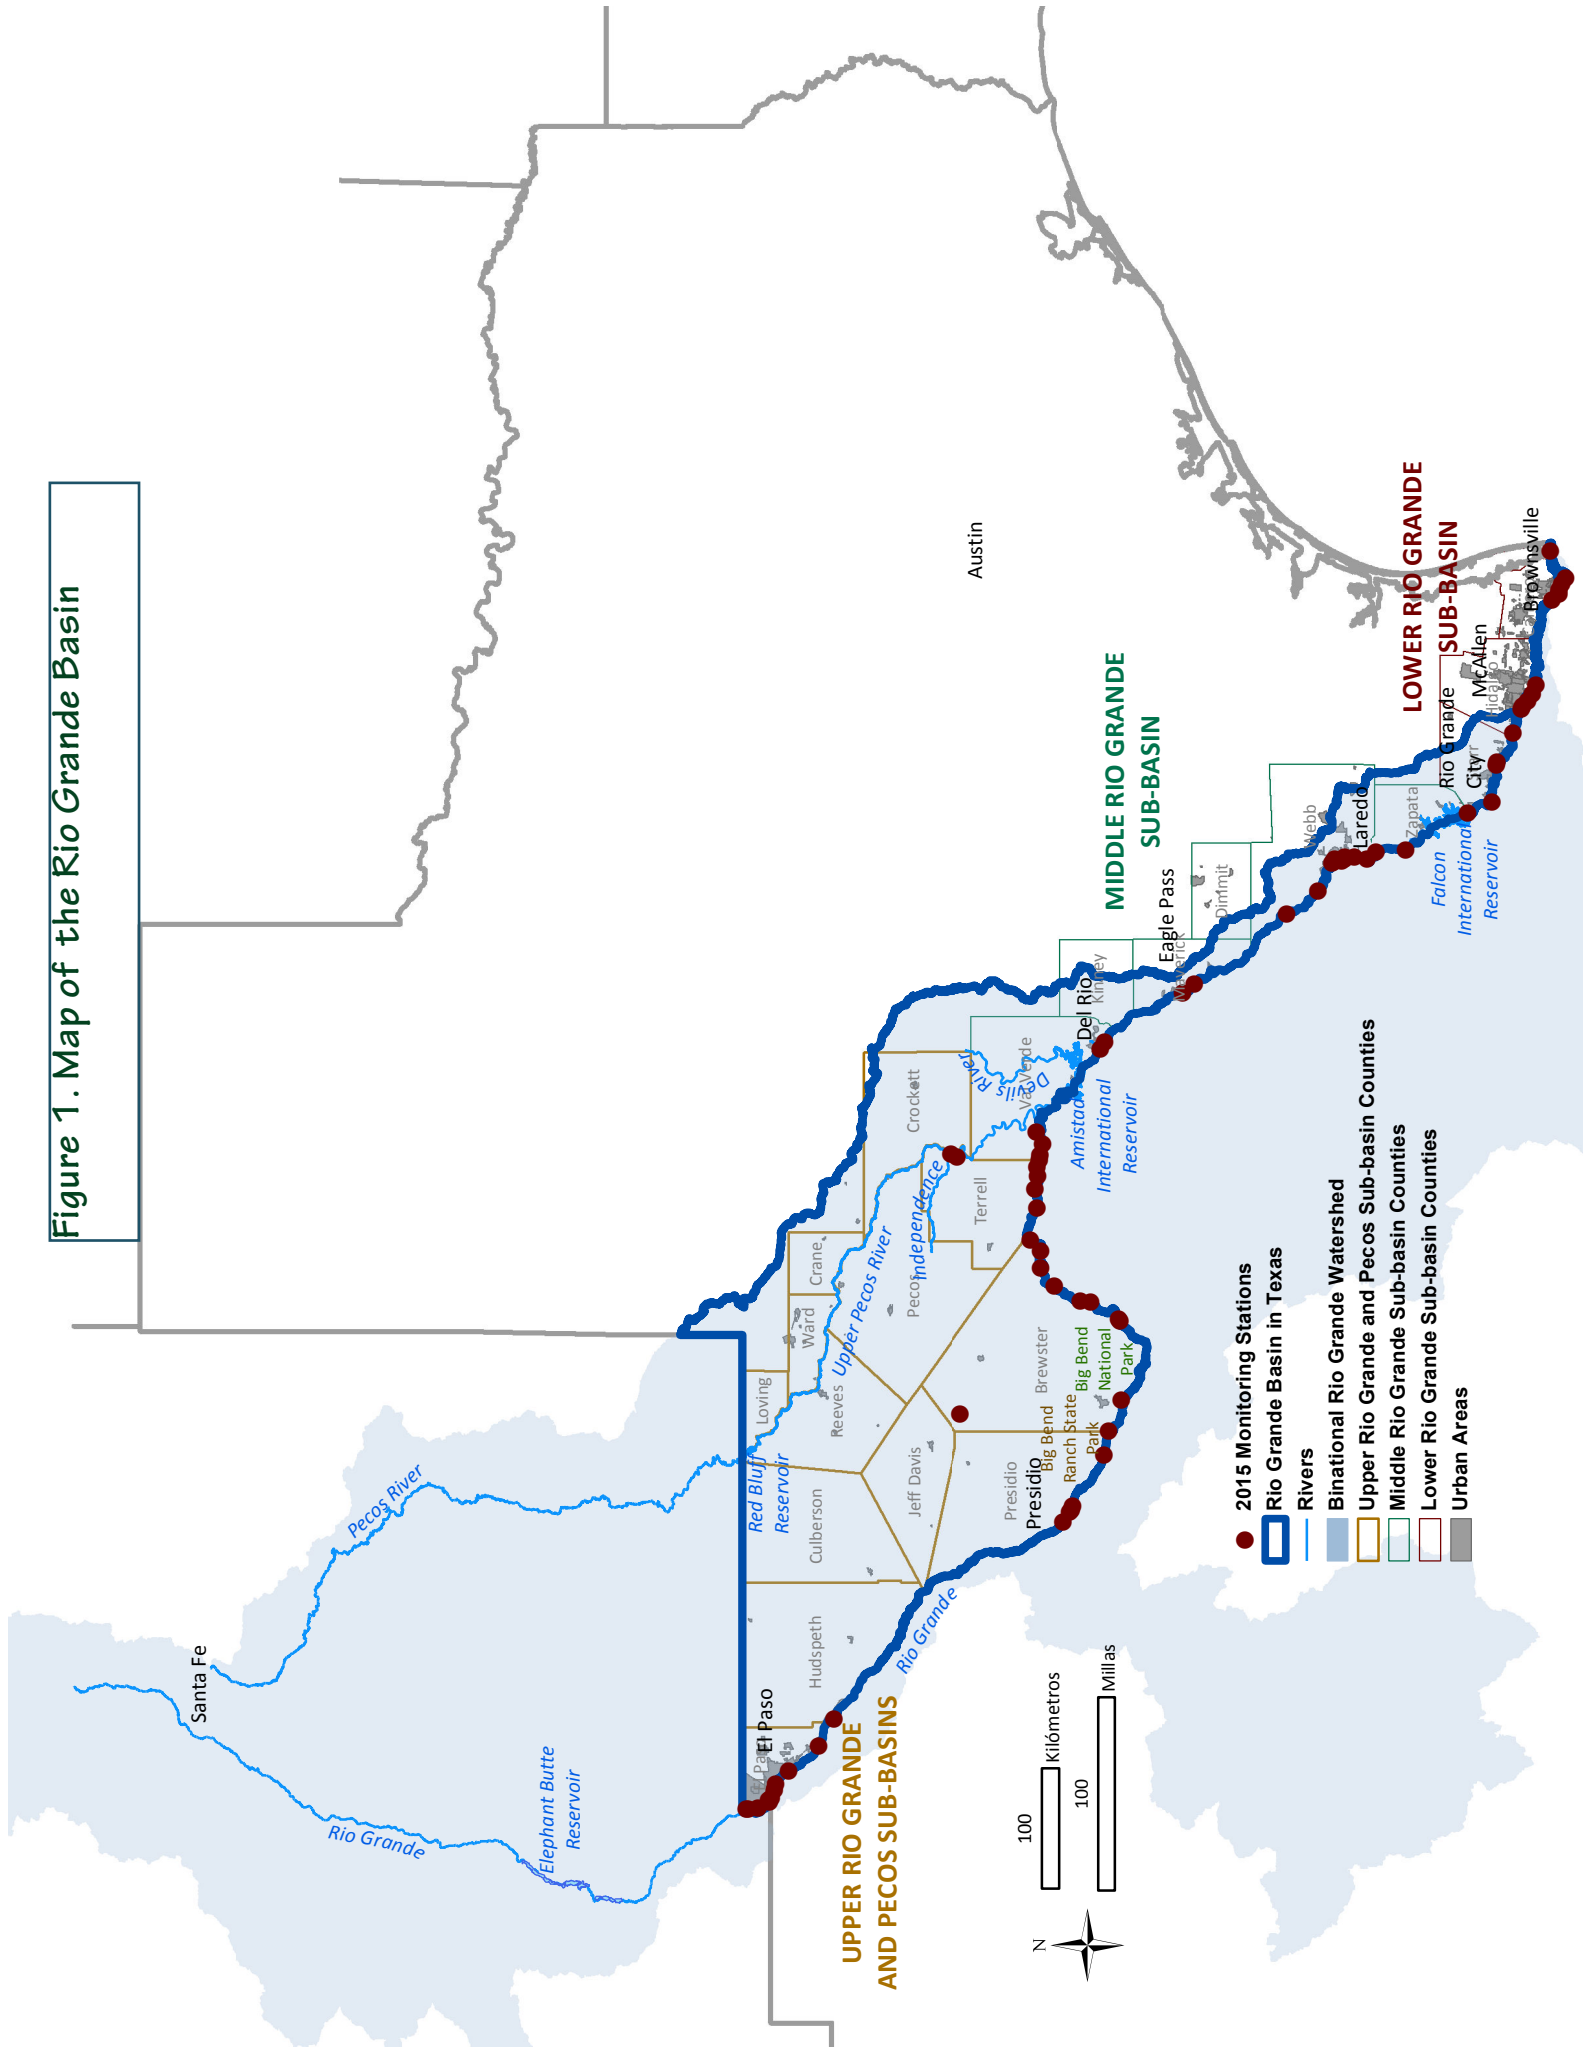 Figure 1. Map of the Rio Grande Basin
Santa Fe
Pecos River
Rio Grande
Elephant Butte
Reservoir
Austin
El Paso
Hudspeth
Culberson
Red Bluff
Reservoir
Loving
Reeves
Ward
Crane
Upper Pecos River
Pecos
Independence
Crockett
Terrell
Jeff Davis
Presidio
Presidio
Brewster
Big Bend
Ranch State
Park
Big Bend
National
Park
Rio Grande
Devils River
Val Verde
Amistad
International
Reservoir
Del Rio
Kinney
Eagle Pass
Maverick
Dimmit
Webb
Laredo
Zapata
Falcon
International
Reservoir
Rio Grande
City
Starr
McAllen
Hidalgo
Brownsville
UPPER RIO GRANDE
AND PECOS SUB-BASINS
MIDDLE RIO GRANDE
SUB-BASIN
LOWER RIO GRANDE
SUB-BASIN
N
100
Kilómetros
100
Millas
2015 Monitoring Stations
Rio Grande Basin in Texas
Rivers
Binational Rio Grande Watershed
Upper Rio Grande and Pecos Sub-basin Counties
Middle Rio Grande Sub-basin Counties
Lower Rio Grande Sub-basin Counties
Urban Areas